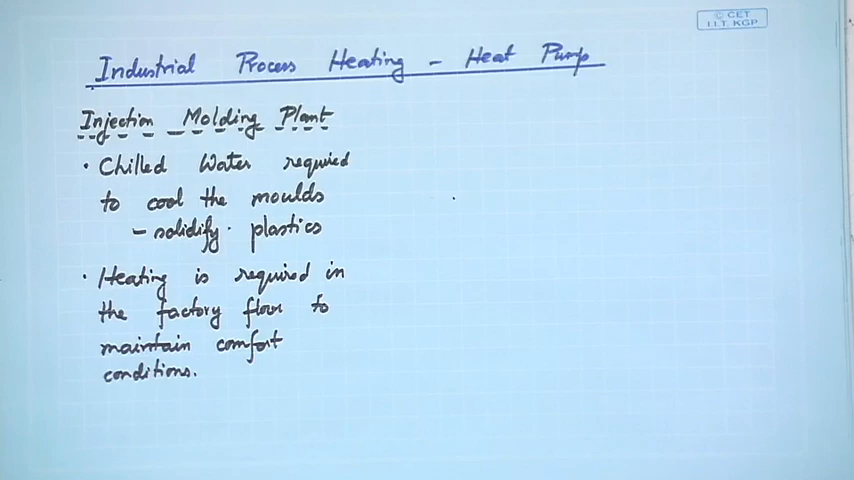 © CET
I.I.T. KGP
Industrial Process Heating - Heat Pump
Injection Molding Plant
• Chilled Water required
to cool the moulds
- solidify plastics
• Heating is required in
the factory floor to
maintain comfort
conditions.